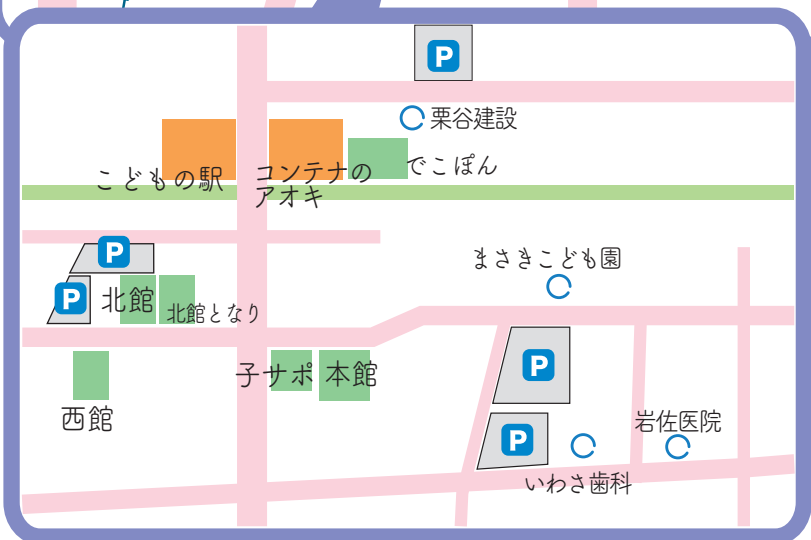 P
栗谷建設
でこぽん
こどもの駅
コンテナの
アオキ
P
まさきこども園
P
北館
北館となり
子サポ
本館
P
西館
岩佐医院
P
いわさ歯科